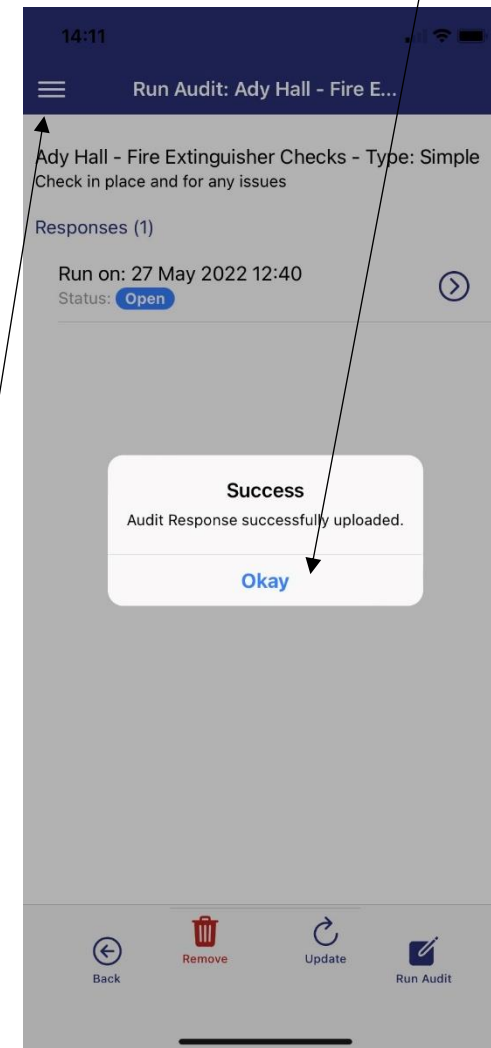 14:11
Run Audit: Ady Hall - Fire E...
Ady Hall - Fire Extinguisher Checks - Type: Simple
Check in place and for any issues
Responses (1)
Run on: 27 May 2022 12:40
Status: Open
Success
Audit Response successfully uploaded.
Okay
Back
Remove
Update
Run Audit